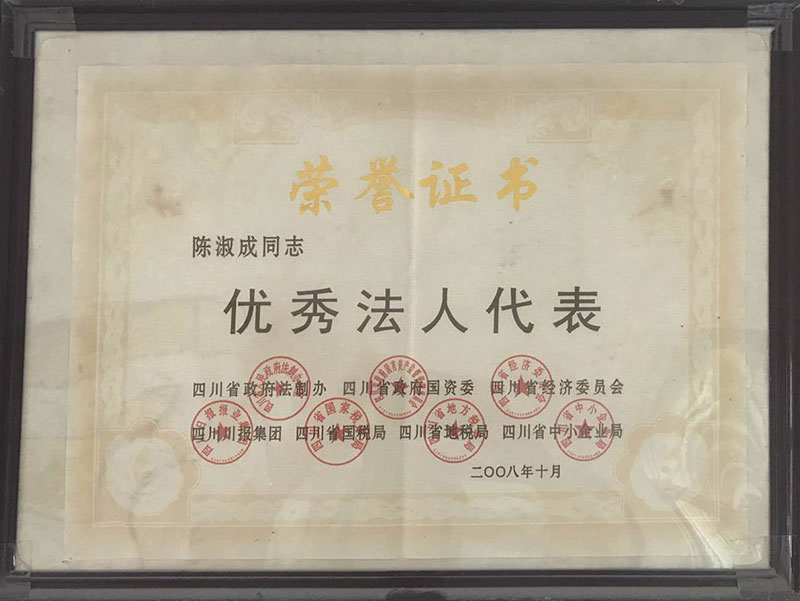 荣誉证书
陈淑成同志
优秀法人代表
四川省政府法制办 四川省政府国资委 四川省经济委员会
四川川报集团 四川省国税局 四川省地税局 四川省中小企业局
二〇〇八年十月